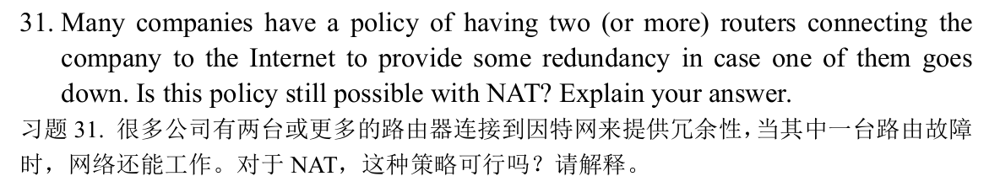 31. Many companies have a policy of having two (or more) routers connecting the
company to the Internet to provide some redundancy in case one of them goes
down. Is this policy still possible with NAT? Explain your answer.
习题 31. 很多公司有两台或更多的路由器连接到因特网来提供冗余性，当其中一台路由故障
时，网络还能工作。对于 NAT，这种策略可行吗？请解释。